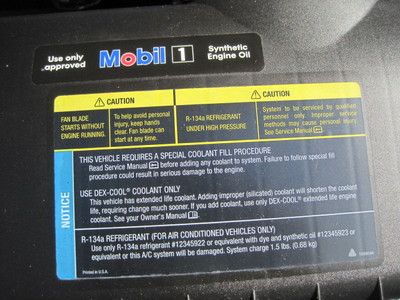 Use only approved Mobil 1 Synthetic Engine Oil
CAUTION
FAN BLADE
STARTS WITHOUT
ENGINE RUNNING.
To help avoid personal
injury, keep hands
clear. Fan blade can
start at any time.
CAUTION
R-134a REFRIGERANT
UNDER HIGH PRESSURE
System to be serviced by qualified
personnel only. Improper service
methods may cause personal injury.
See Service Manual
NOTICE
THIS VEHICLE REQUIRES A SPECIAL COOLANT FILL PROCEDURE
Read Service Manual before adding any coolant to system. Failure to follow special fill
procedure could result in serious damage to the engine.
USE DEX-COOL® COOLANT ONLY
This vehicle has extended life coolant. Adding improper (silicated) coolant will shorten the coolant
life, requiring change much sooner. If you add coolant, use only DEX-COOL® extended life engine
coolant. See your Owner's Manual
R-134a REFRIGERANT (FOR AIR CONDITIONED VEHICLES ONLY)
Use only R-134a refrigerant #12345922 or equivalent with dye and synthetic oil #12345923 or
equivalent or this A/C system will be damaged. System charge 1.5 lbs. (0.68 kg)
Printed in U.S.A.